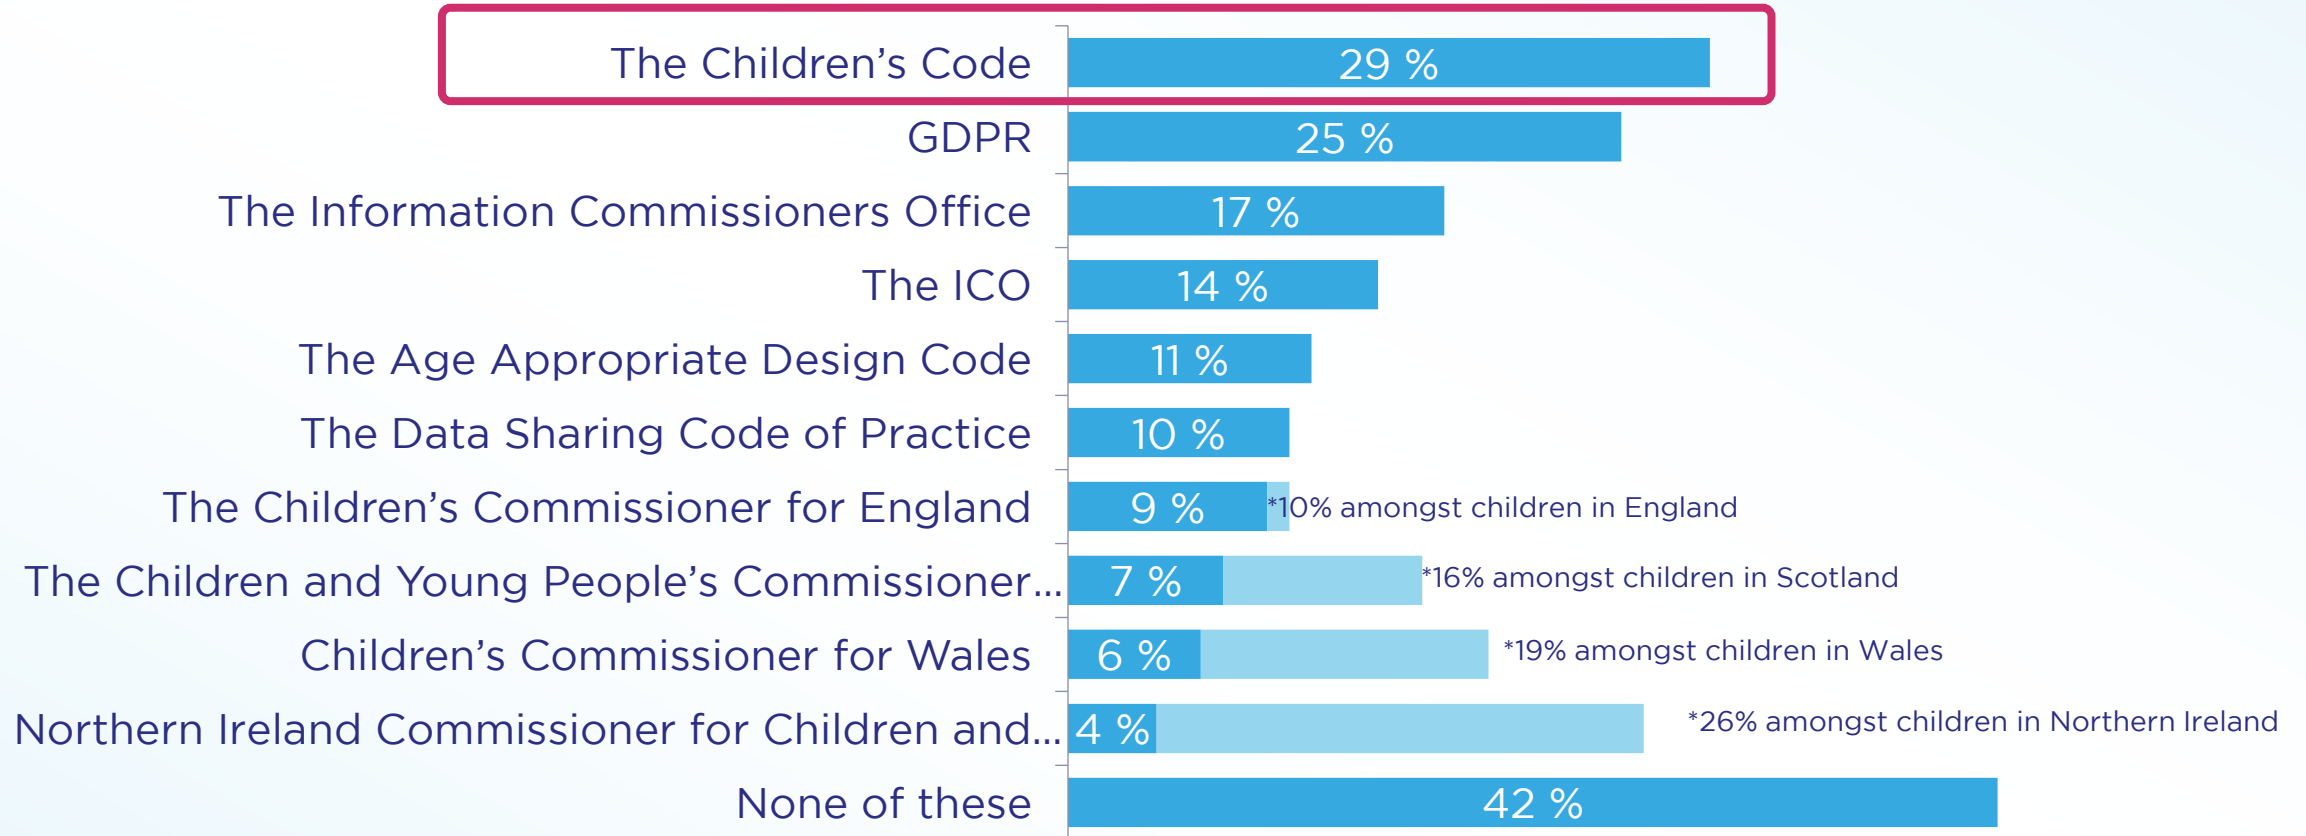 The Children’s Code 29 %
GDPR 25 %
The Information Commissioners Office 17 %
The ICO 14 %
The Age Appropriate Design Code 11 %
The Data Sharing Code of Practice 10 %
The Children’s Commissioner for England 9 % *10% amongst children in England
The Children and Young People’s Commissioner... 7 % *16% amongst children in Scotland
Children’s Commissioner for Wales 6 % *19% amongst children in Wales
Northern Ireland Commissioner for Children and... 4 % *26% amongst children in Northern Ireland
None of these 42 %